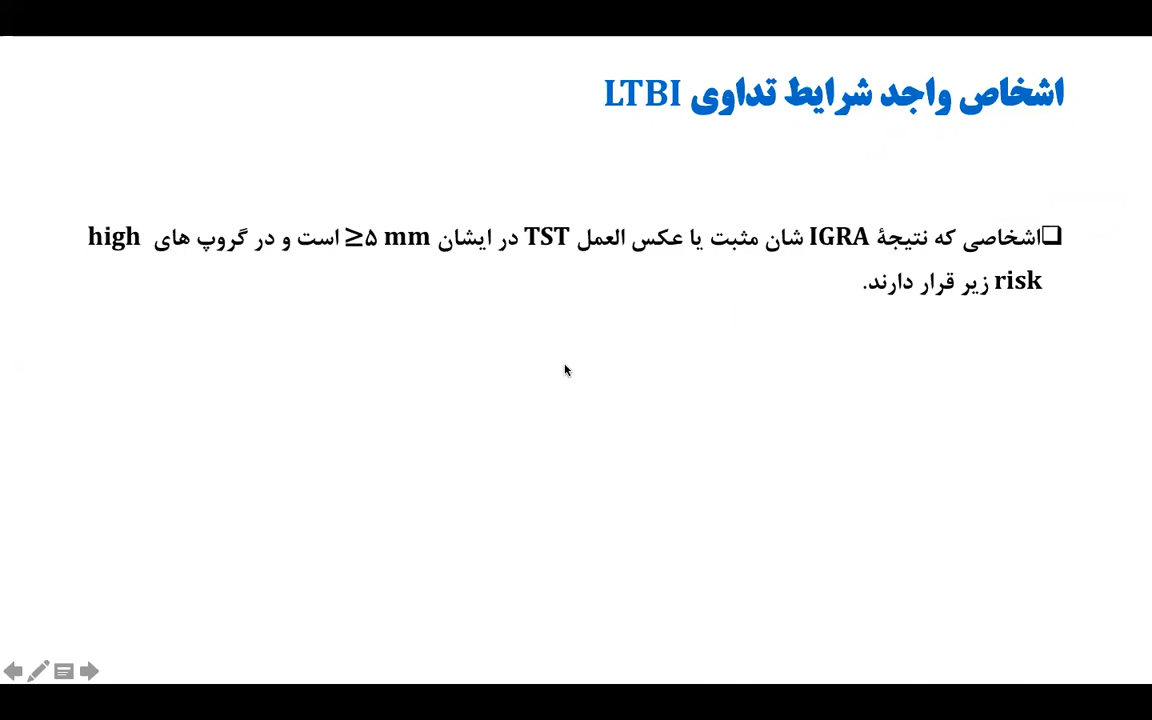 اشخاص واجد شرایط تداوی LTBI
❑اشخاصی که نتیجهٔ IGRA شان مثبت یا عکس العمل TST در ایشان ≥۵ mm است و در گروپ های high
risk زیر قرار دارند.